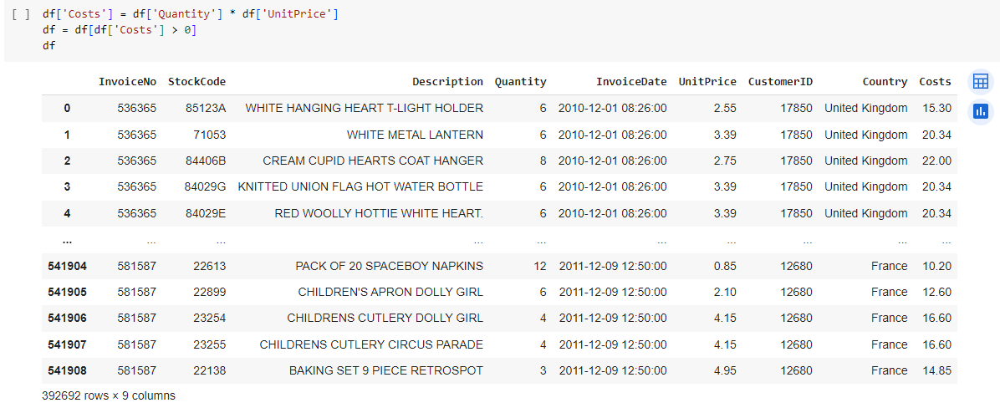 [ ] df['Costs'] = df['Quantity'] * df['UnitPrice']
df = df[df['Costs'] > 0]
df
InvoiceNo StockCode Description Quantity InvoiceDate UnitPrice CustomerID Country Costs
0 536365 85123A WHITE HANGING HEART T-LIGHT HOLDER 6 2010-12-01 08:26:00 2.55 17850 United Kingdom 15.30
1 536365 71053 WHITE METAL LANTERN 6 2010-12-01 08:26:00 3.39 17850 United Kingdom 20.34
2 536365 84406B CREAM CUPID HEARTS COAT HANGER 8 2010-12-01 08:26:00 2.75 17850 United Kingdom 22.00
3 536365 84029G KNITTED UNION FLAG HOT WATER BOTTLE 6 2010-12-01 08:26:00 3.39 17850 United Kingdom 20.34
4 536365 84029E RED WOOLLY HOTTIE WHITE HEART. 6 2010-12-01 08:26:00 3.39 17850 United Kingdom 20.34
... ... ... ... ... ... ... ... ... ...
541904 581587 22613 PACK OF 20 SPACEBOY NAPKINS 12 2011-12-09 12:50:00 0.85 12680 France 10.20
541905 581587 22899 CHILDREN'S APRON DOLLY GIRL 6 2011-12-09 12:50:00 2.10 12680 France 12.60
541906 581587 23254 CHILDRENS CUTLERY DOLLY GIRL 4 2011-12-09 12:50:00 4.15 12680 France 16.60
541907 581587 23255 CHILDRENS CUTLERY CIRCUS PARADE 4 2011-12-09 12:50:00 4.15 12680 France 16.60
541908 581587 22138 BAKING SET 9 PIECE RETROSPOT 3 2011-12-09 12:50:00 4.95 12680 France 14.85
392692 rows × 9 columns